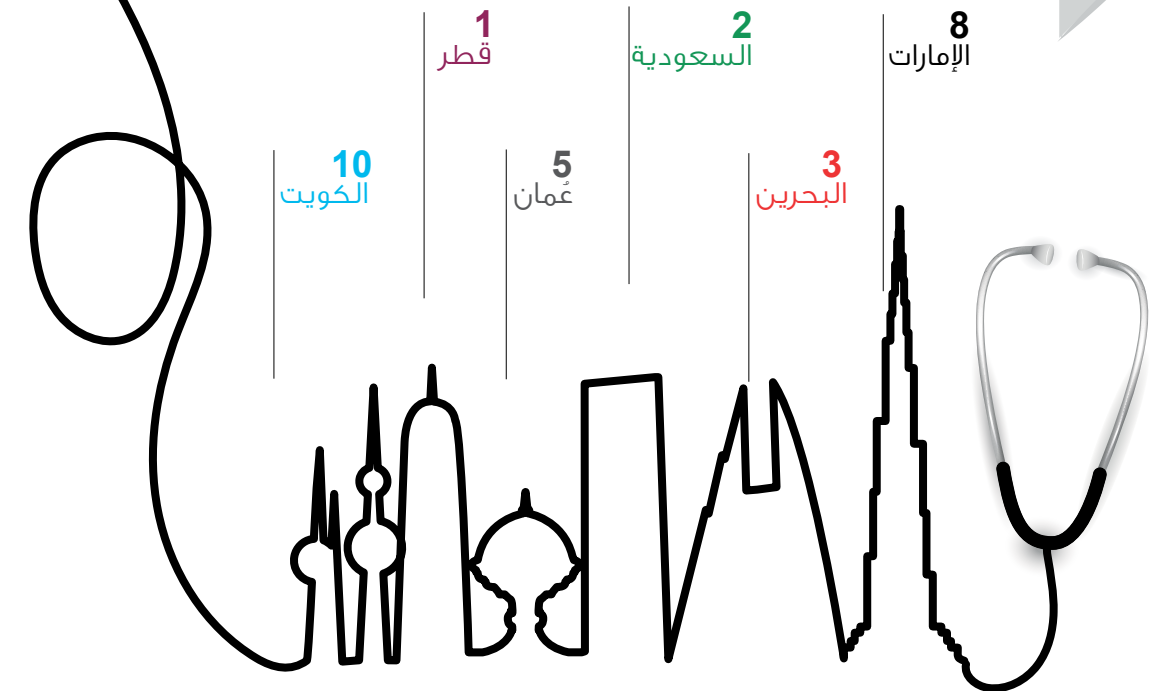 8
الإمارات
2
السعودية
1
قطر
3
البحرين
5
عُمان
10
الكويت